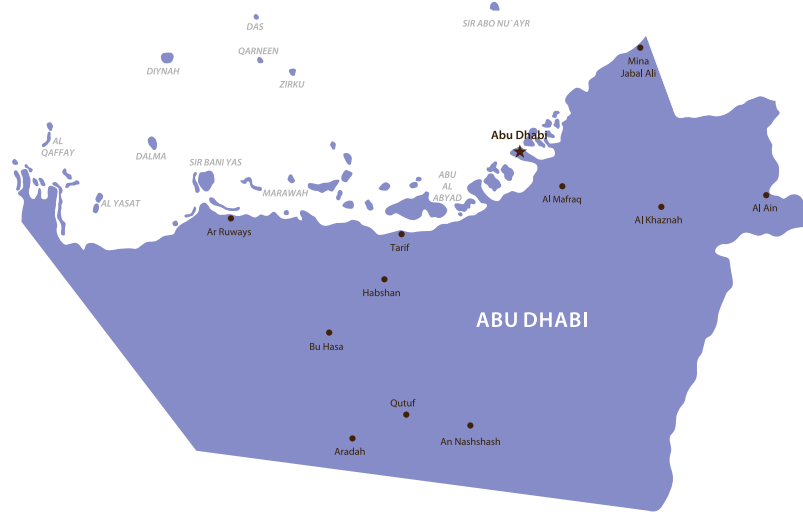 SIR ABO NU`AYR
DAS
QARNEEN
DIYNAH
ZIRKU
Mina
Jabal Ali
Abu Dhabi
AL
QAFFAY
DALMA
SIR BANI YAS
ABU
AL
ABYAD
MARAWAH
AL YASAT
Al Mafraq
Al Khaznah
Al Ain
Ar Ruways
Tarif
Habshan
ABU DHABI
Bu Hasa
Qutuf
An Nashshash
Aradah